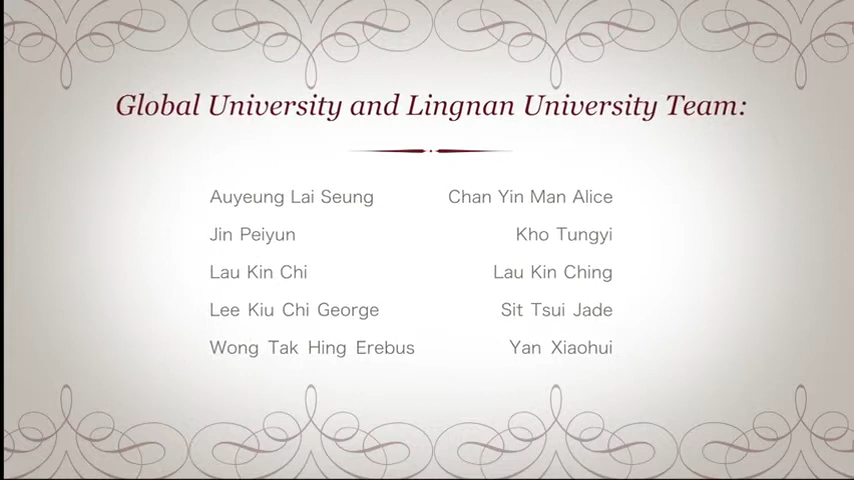 Global University and Lingnan University Team:
Auyeung Lai Seung Chan Yin Man Alice
Jin Peiyun Kho Tungyi
Lau Kin Chi Lau Kin Ching
Lee Kiu Chi George Sit Tsui Jade
Wong Tak Hing Erebus Yan Xiaohui